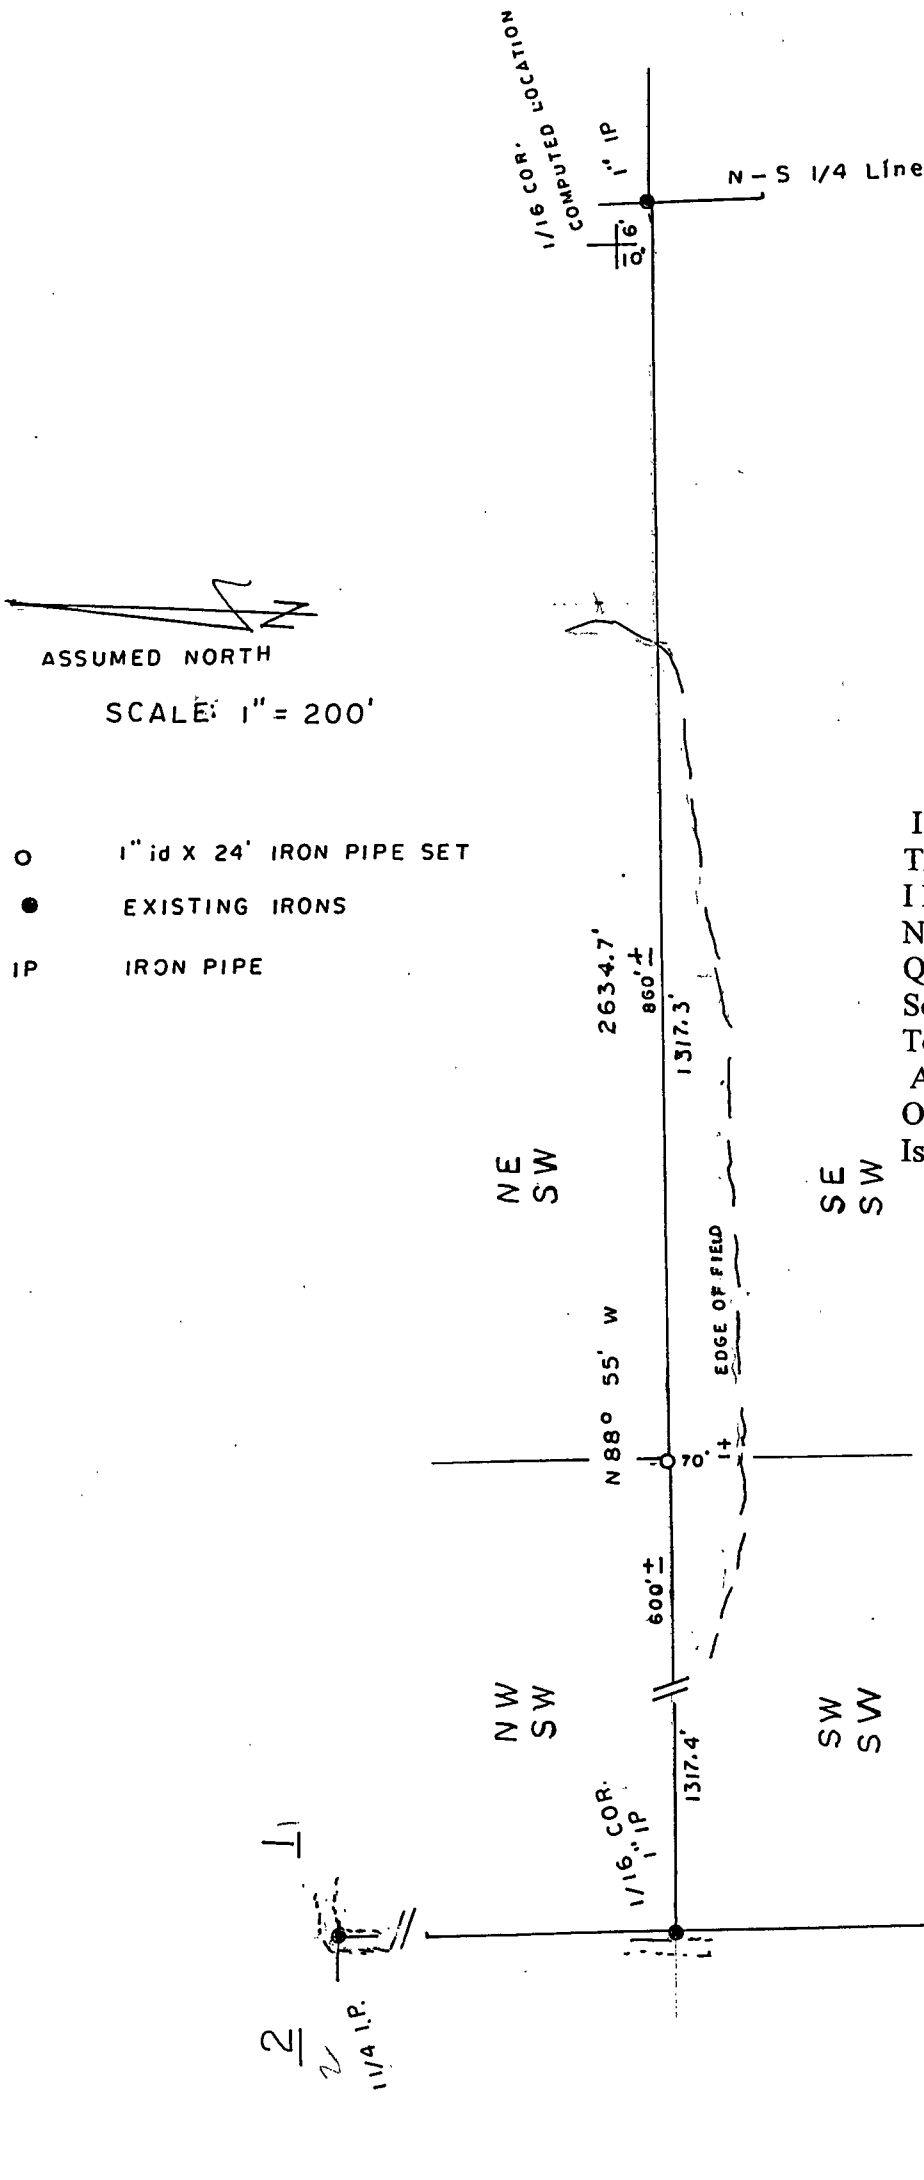 1/16 COR.
COMPUTED LOCATION
1" IP
N - S 1/4 Line
16'
10'
ASSUMED NORTH
SCALE: 1" = 200'
1" id X 24' IRON PIPE SET
EXISTING IRONS
IP IRON PIPE
2634.7'
860'±
1317.3'
NE
SW
SE
SW
EDGE OF FIELD
N88° 55' W
70' ±
600'±
NW
SW
SW
SW
1317.4'
1/16 COR.
1" IP
2
1 1/4 I.P.